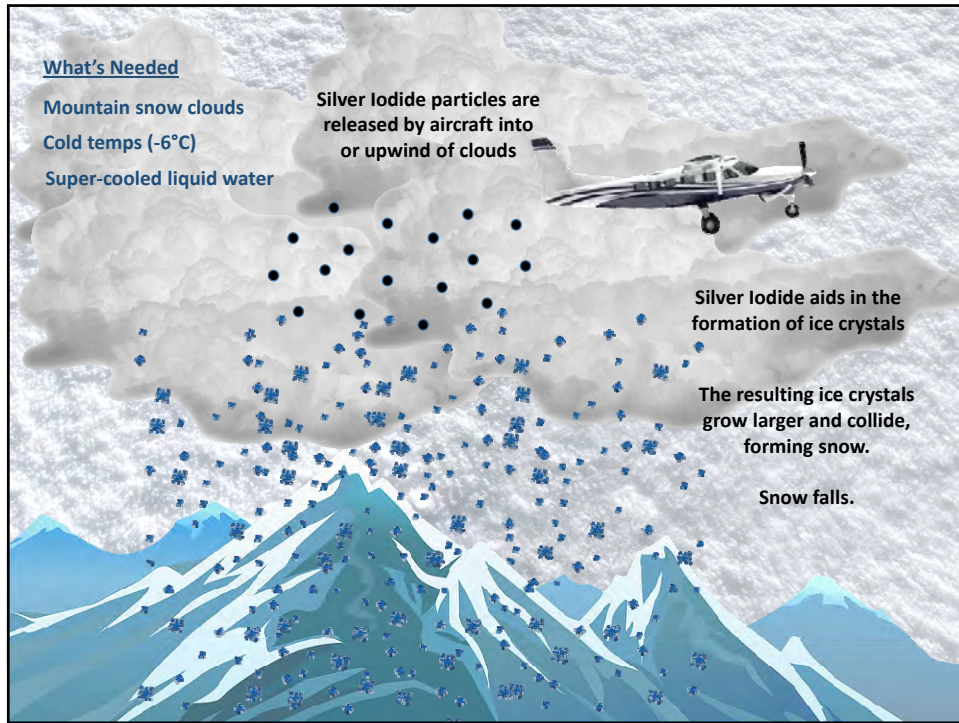 What's Needed
Mountain snow clouds
Cold temps (-6°C)
Super-cooled liquid water
Silver Iodide particles are
released by aircraft into
or upwind of clouds
Silver Iodide aids in the
formation of ice crystals
The resulting ice crystals
grow larger and collide,
forming snow.
Snow falls.